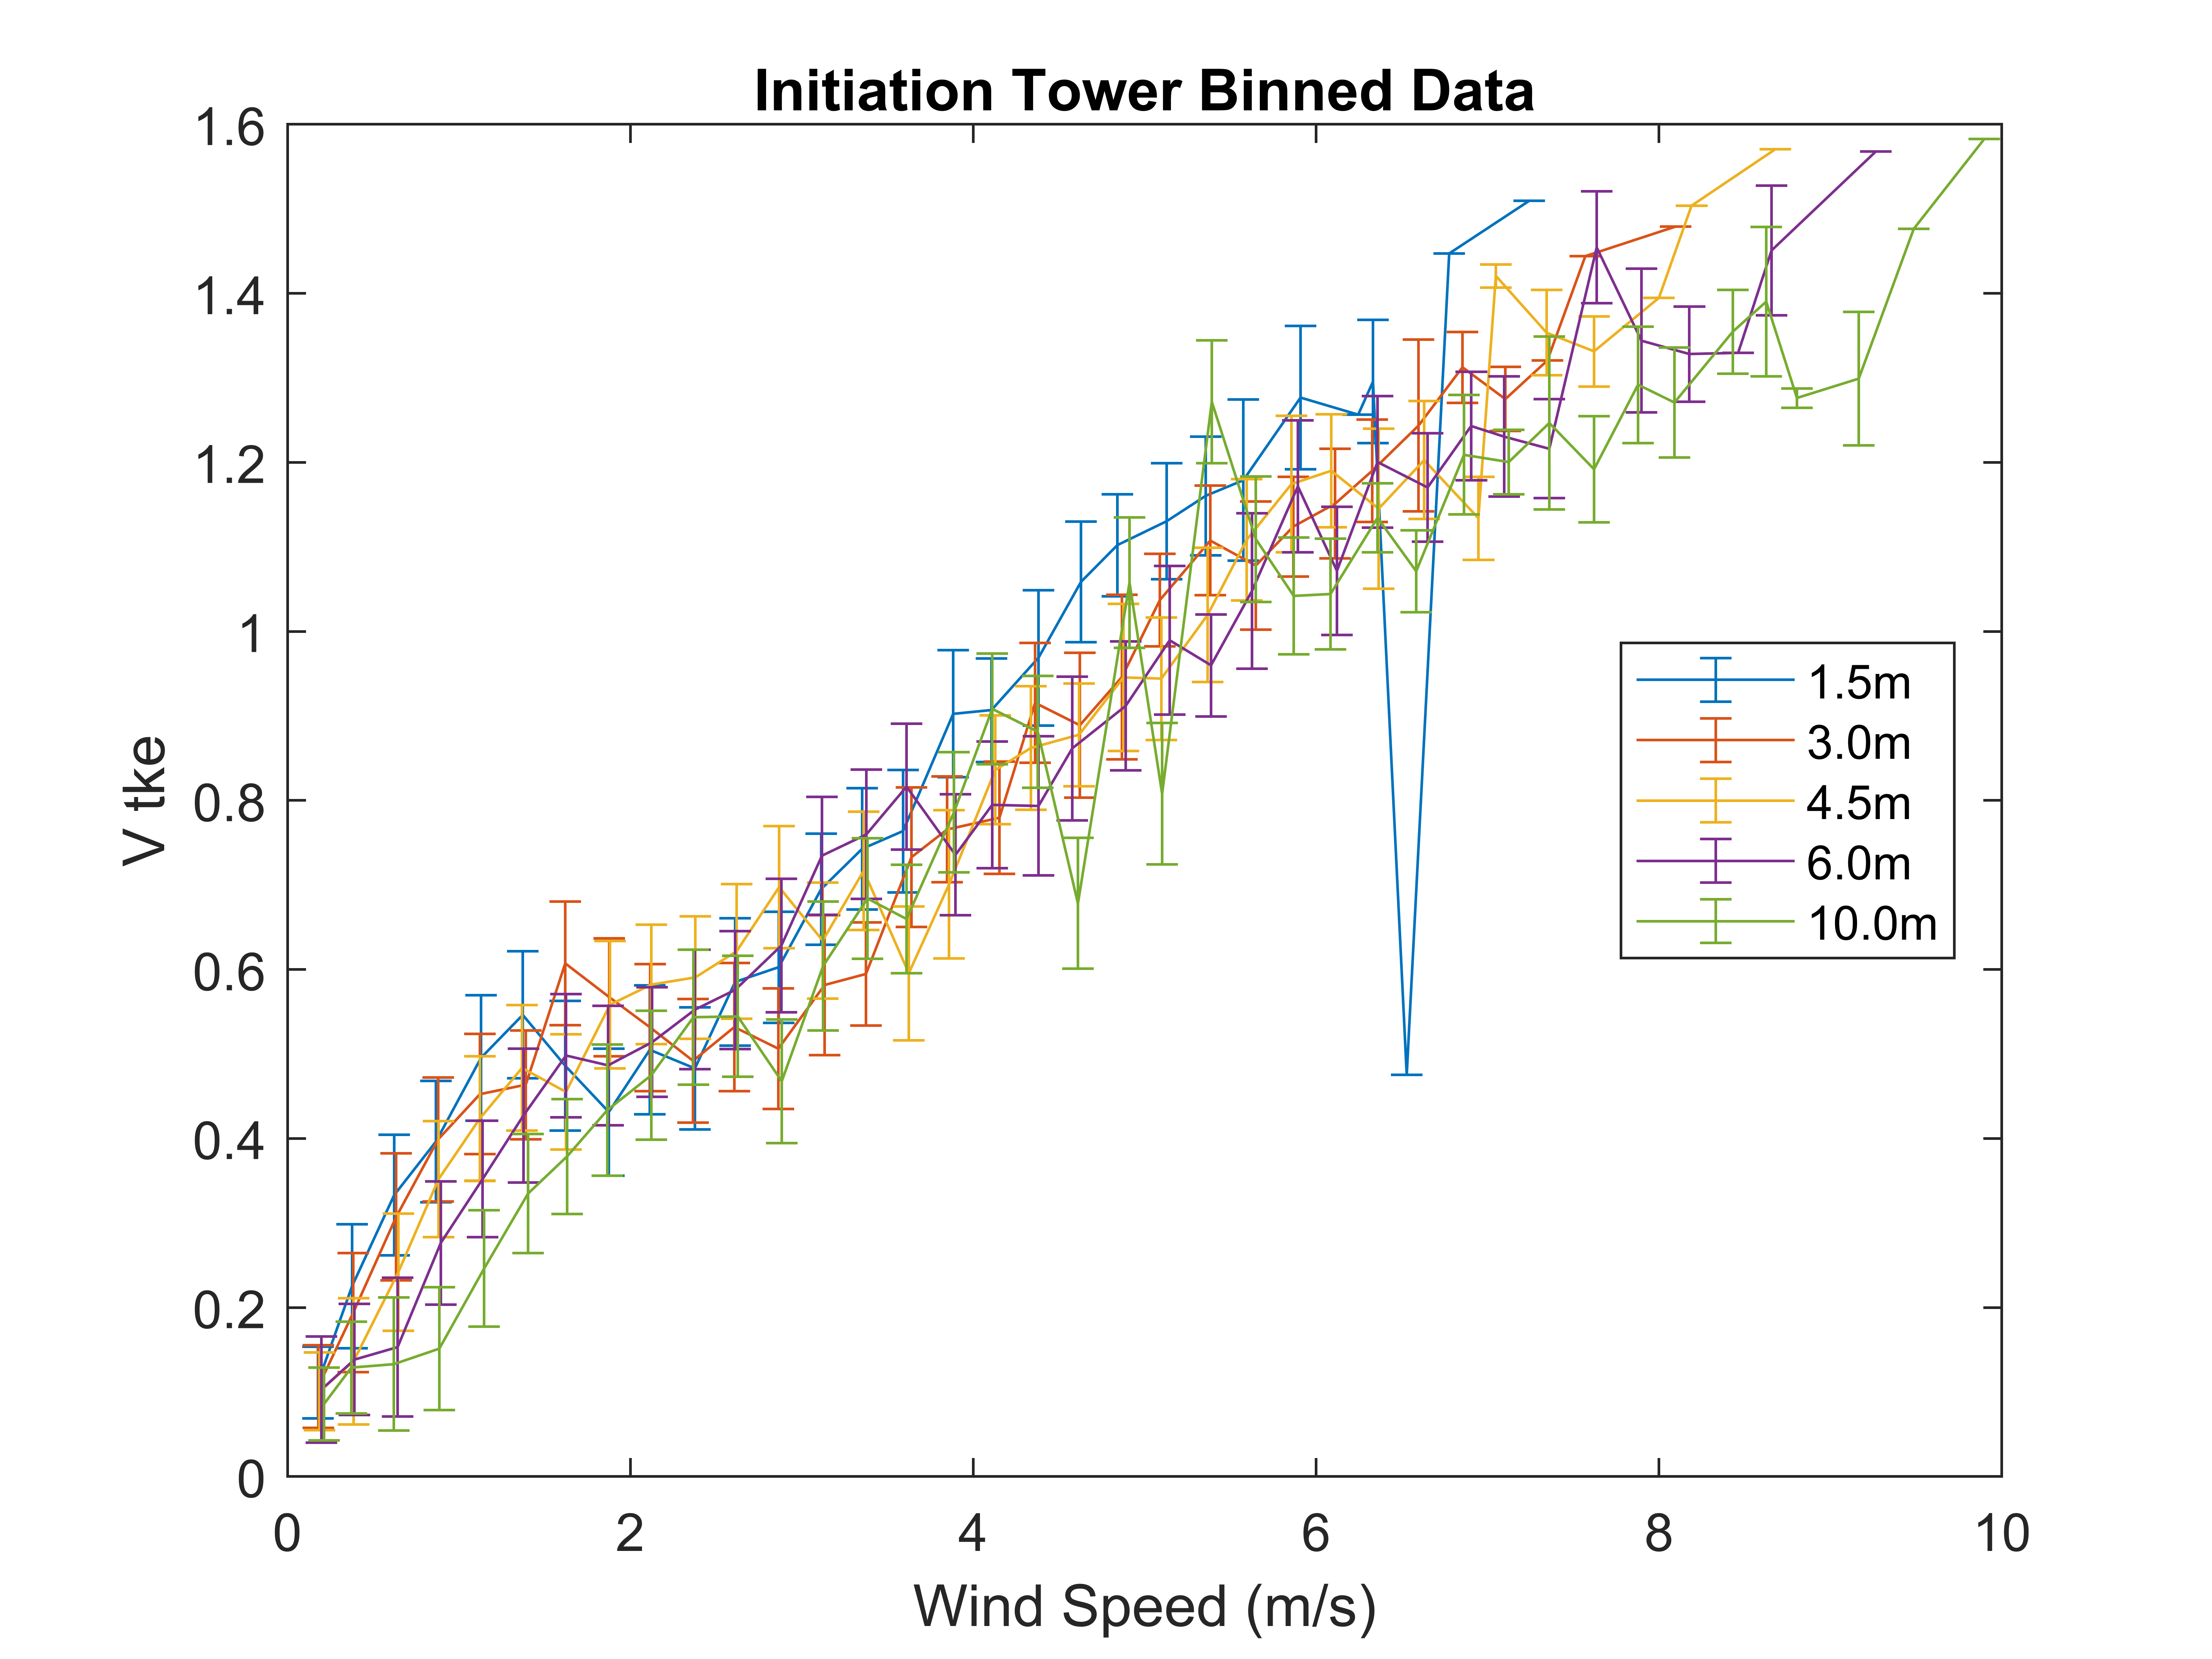 Initiation Tower Binned Data
1.6
1.4
1.2
1
0.8
0.6
0.4
0.2
0
V tke
1.5m
3.0m
4.5m
6.0m
10.0m
0 2 4 6 8 10
Wind Speed (m/s)